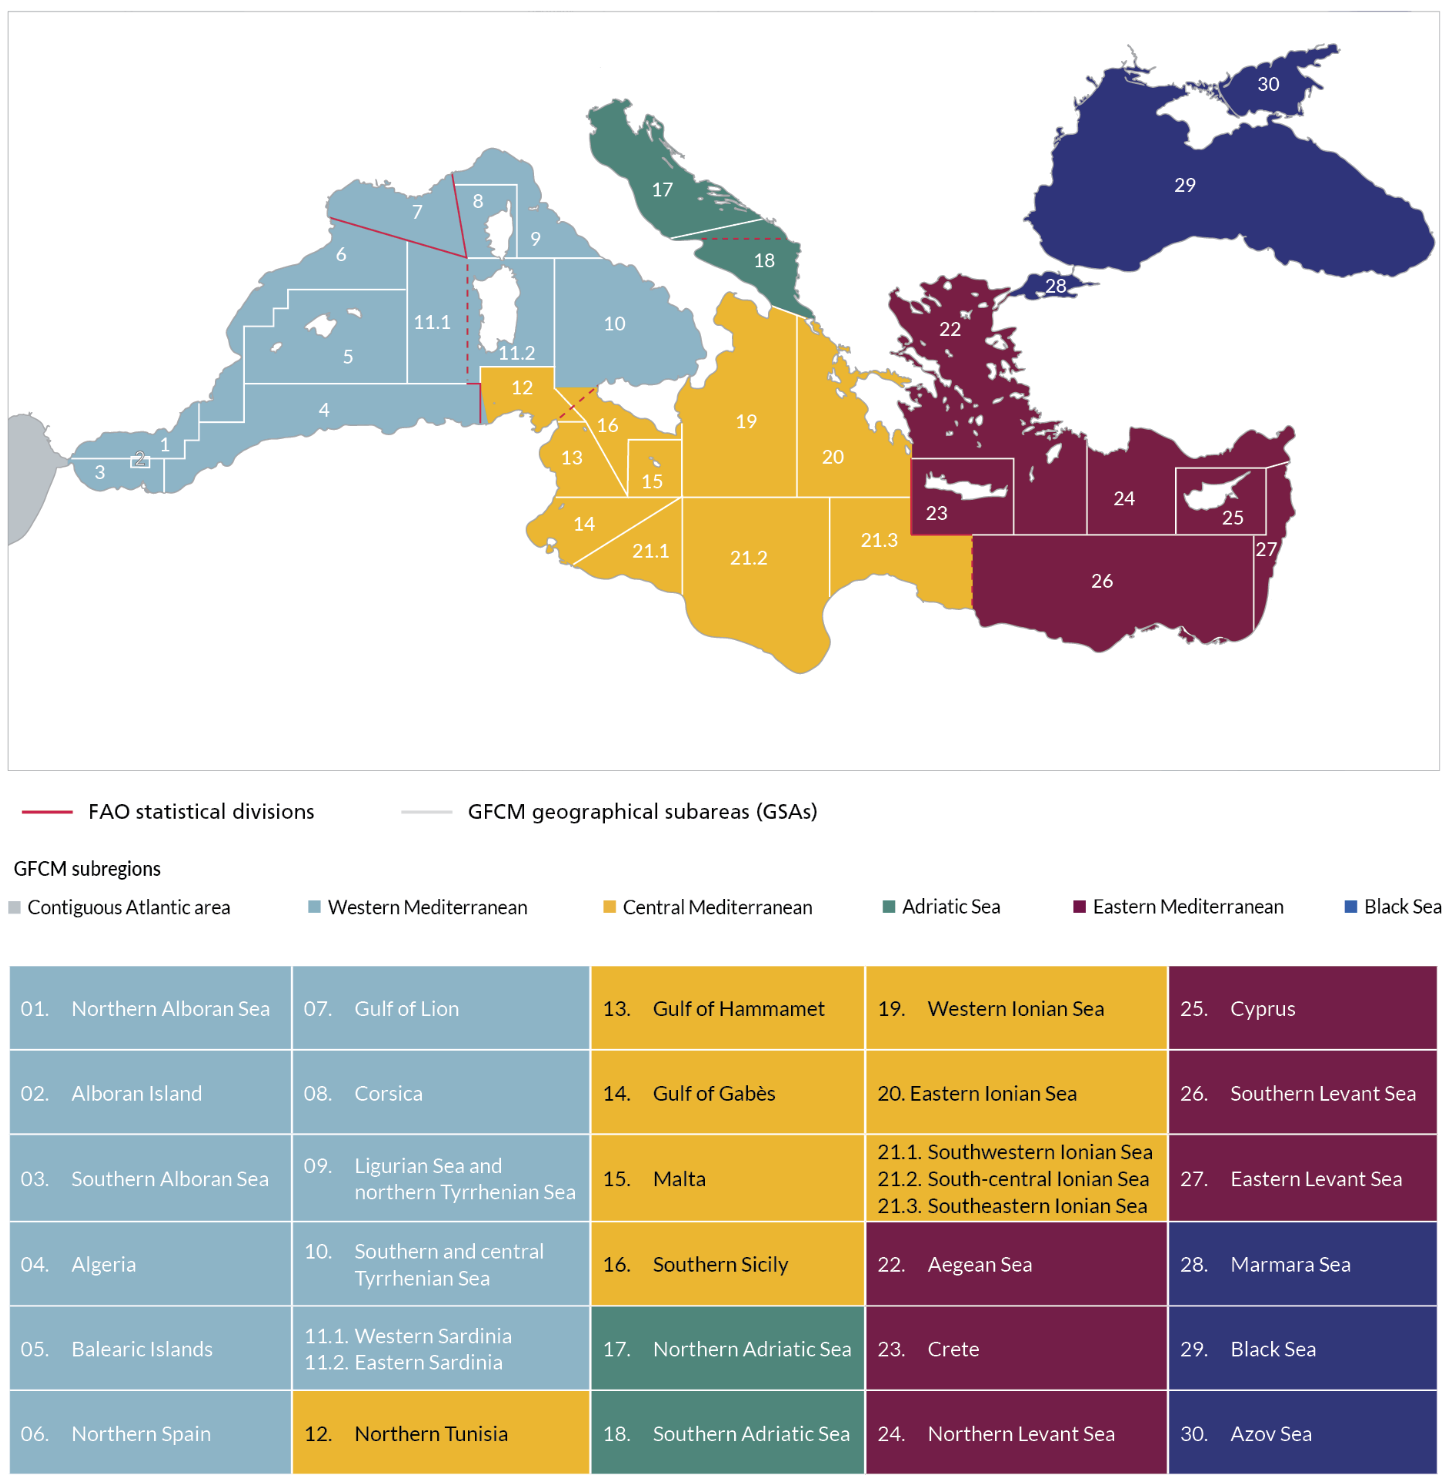 30
17
29
8
7
9
6
18
28
11.1
10
22
5
11.2
12
4
16
19
1
2
3
13
20
15
24
23
25
14
21.1
21.2
21.3
27
26
FAO statistical divisions
GFCM geographical subareas (GSAs)
GFCM subregions
Contiguous Atlantic area
Western Mediterranean
Central Mediterranean
Adriatic Sea
Eastern Mediterranean
Black Sea
01. Northern Alboran Sea
02. Alboran Island
03. Southern Alboran Sea
04. Algeria
05. Balearic Islands
06. Northern Spain
07. Gulf of Lion
08. Corsica
09. Ligurian Sea and
northern Tyrrhenian Sea
10. Southern and central
Tyrrhenian Sea
11.1. Western Sardinia
11.2. Eastern Sardinia
12. Northern Tunisia
13. Gulf of Hammamet
14. Gulf of Gabès
15. Malta
16. Southern Sicily
17. Northern Adriatic Sea
18. Southern Adriatic Sea
19. Western Ionian Sea
20. Eastern Ionian Sea
21.1. Southwestern Ionian Sea
21.2. South-central Ionian Sea
21.3. Southeastern Ionian Sea
22. Aegean Sea
23. Crete
24. Northern Levant Sea
25. Cyprus
26. Southern Levant Sea
27. Eastern Levant Sea
28. Marmara Sea
29. Black Sea
30. Azov Sea